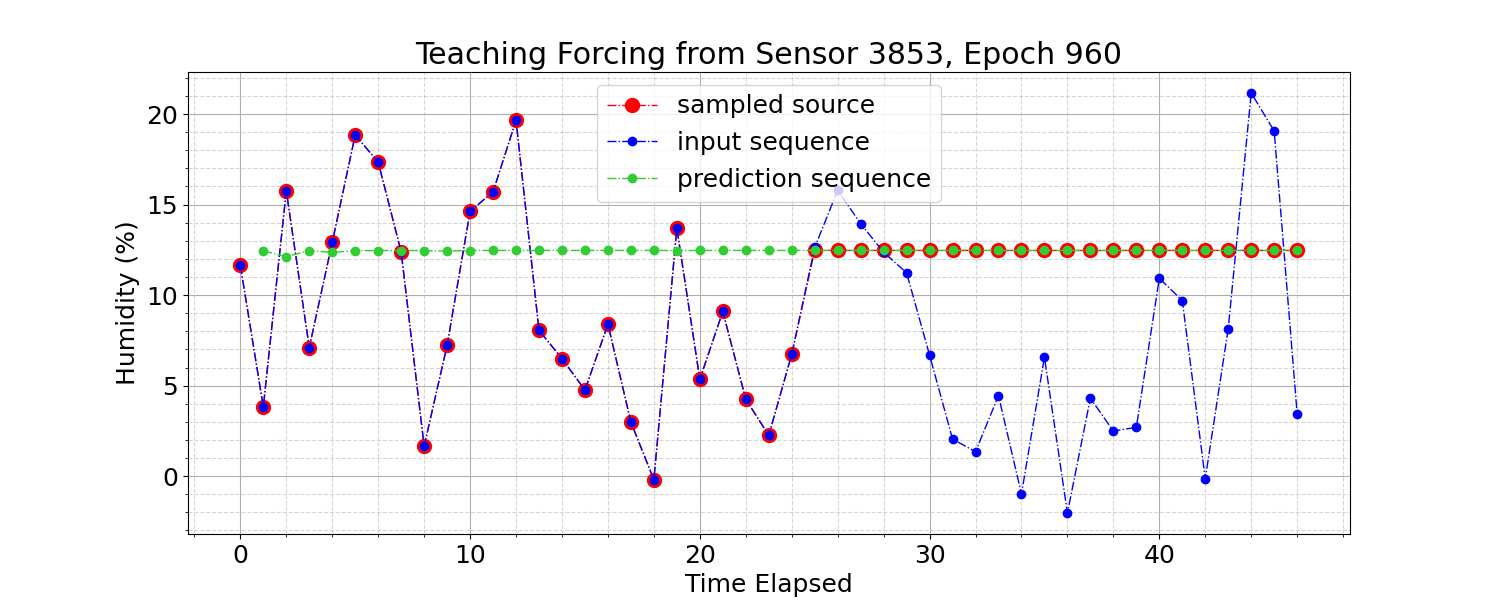 Teaching Forcing from Sensor 3853, Epoch 960
sampled source
input sequence
prediction sequence
Humidity (%)
20
15
10
5
0
0 10 20 30 40
Time Elapsed